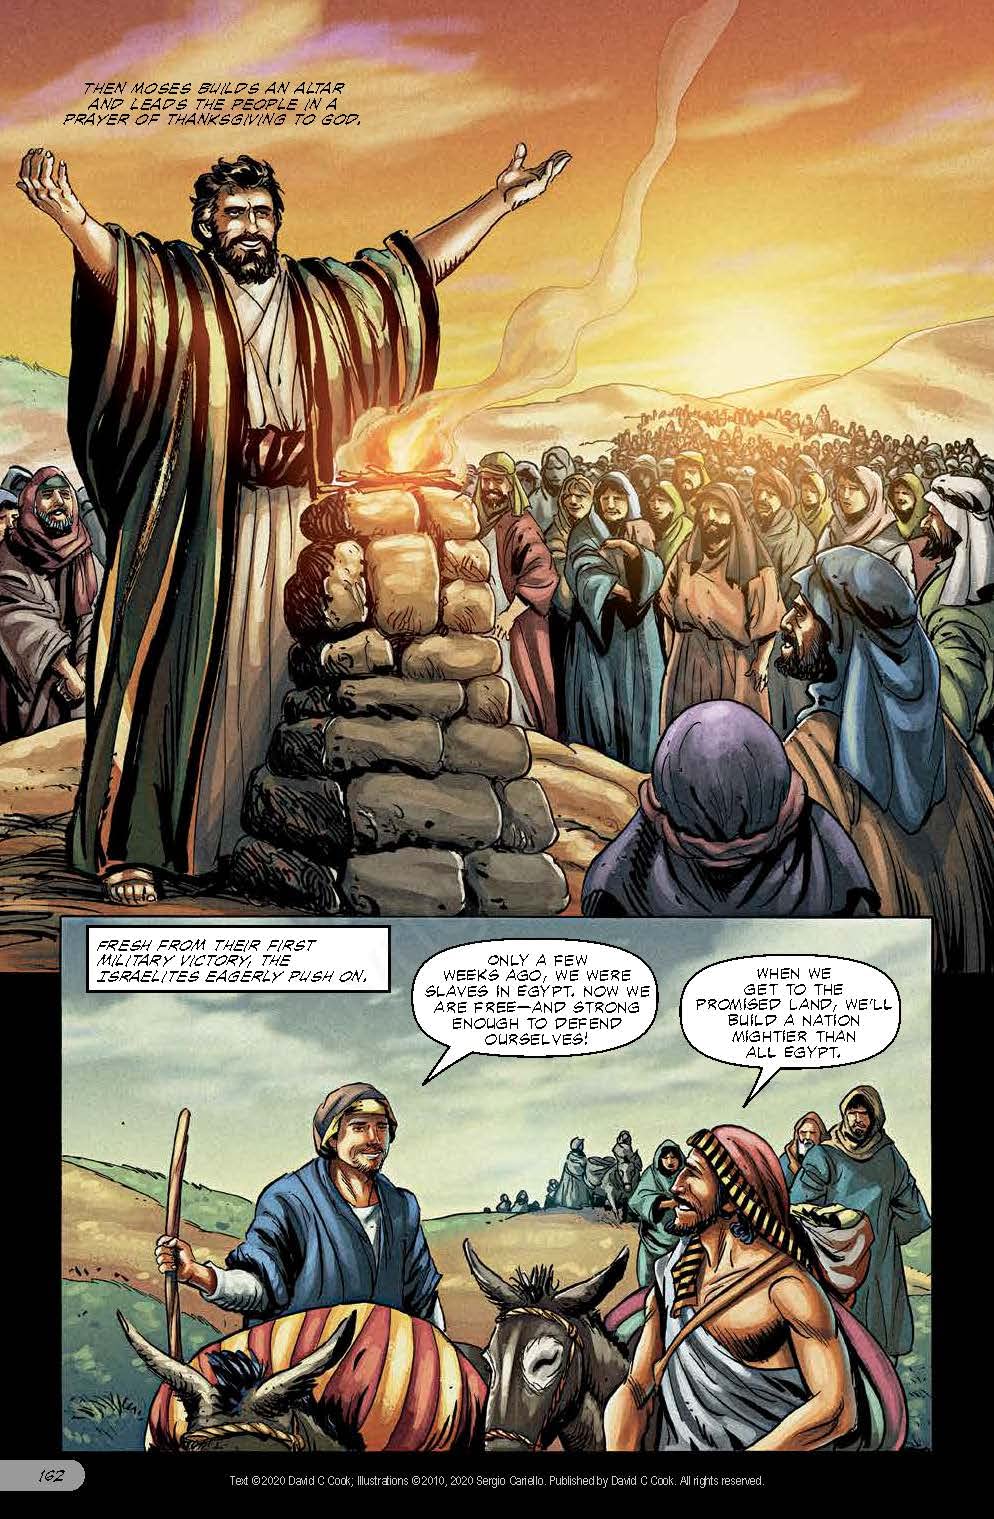 THEN MOSES BUILDS AN ALTAR
AND LEADS THE PEOPLE IN A
PRAYER OF THANKSGIVING TO GOD.
FRESH FROM THEIR FIRST
MILITARY VICTORY, THE
ISRAELITES EAGERLY PUSH ON.
ONLY A FEW
WEEKS AGO, WE WERE
SLAVES IN EGYPT. NOW WE
ARE FREE—AND STRONG
ENOUGH TO DEFEND
OURSELVES!
WHEN WE
GET TO THE
PROMISED LAND, WE'LL
BUILD A NATION
MIGHTIER THAN
ALL EGYPT.
162
Text ©2020 David C Cook; Illustrations ©2010, 2020 Sergio Cariello. Published by David C Cook. All rights reserved.